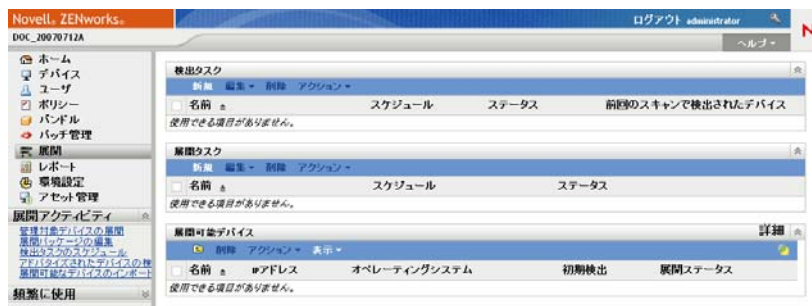 Novell® ZENworks®
ログアウト administrator
DOC_20070712A
ヘルプ
ホーム
デバイス
ユーザ
ポリシー
バンドル
パッチ管理
展開
レポート
環境設定
アセット管理
展開アクティビティ
管理対象デバイスの展開
展開パッケージの編集
検出タスクのスケジュール
アドバタイズされたデバイスの検
展開可能なデバイスのインポート
頻繁に使用
検出タスク
新規 編集 削除 アクション
名前 スケジュール ステータス 前回のスキャンで検出されたデバイス
使用できる項目がありません。
展開タスク
新規 編集 削除 アクション
名前 スケジュール ステータス
使用できる項目がありません。
展開可能デバイス 詳細
削除 アクション 表示
名前 IPアドレス オペレーティングシステム 初期検出 展開ステータス
使用できる項目がありません。